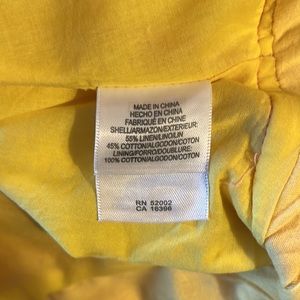 MADE IN CHINA
HECHO EN CHINA
FABRIQUÉ EN CHINE
SHELL/ARMAZON/EXTERIEUR:
55% LINEN/LINO/LIN
45% COTTON/ALGODON/COTON
LINING/FORRO/DOUBLURE:
100% COTTON/ALGODON/COTON
RN 52002
CA 16396